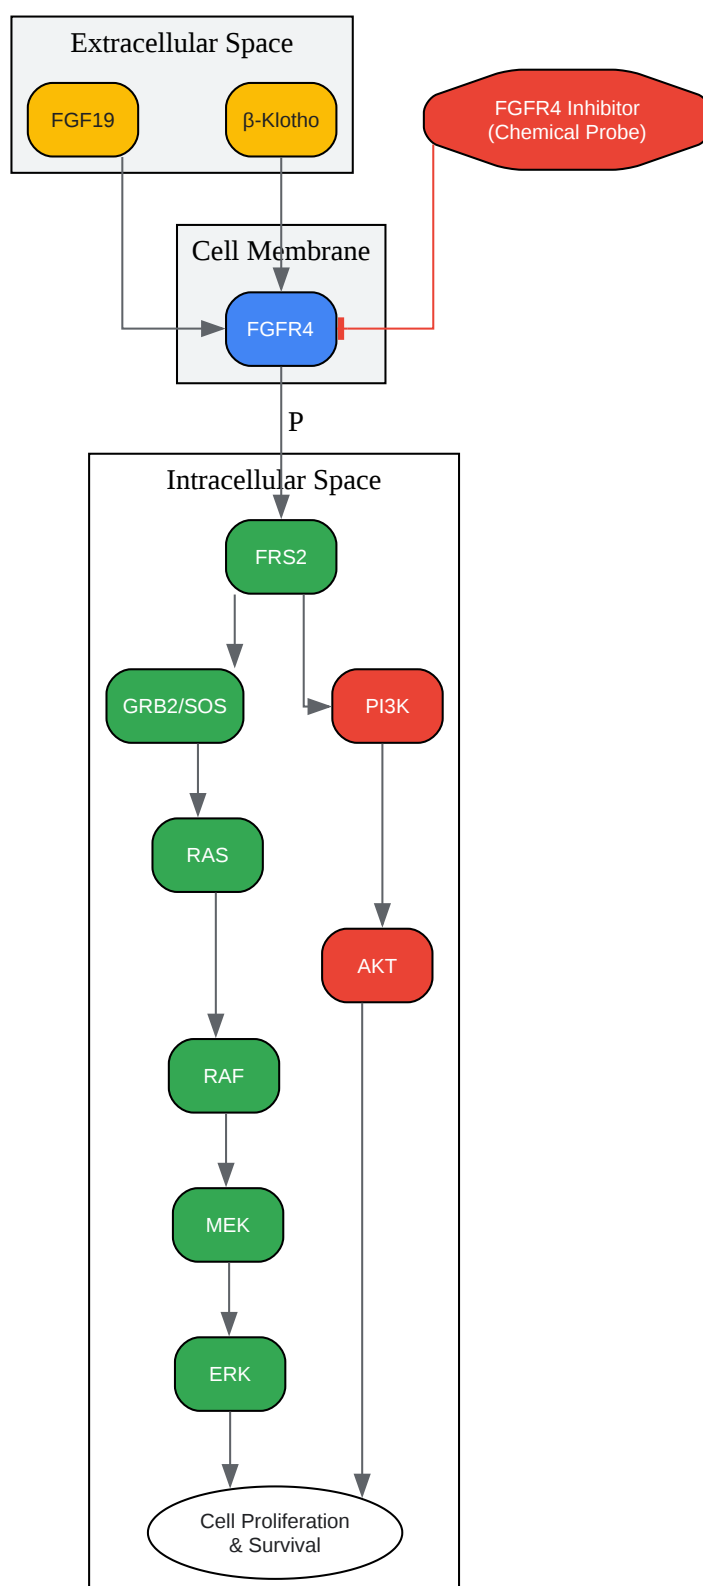 Extracellular Space
FGF19
β-Klotho
FGFR4 Inhibitor
(Chemical Probe)
Cell Membrane
FGFR4
P
Intracellular Space
FRS2
GRB2/SOS
PI3K
RAS
AKT
RAF
MEK
ERK
Cell Proliferation
& Survival